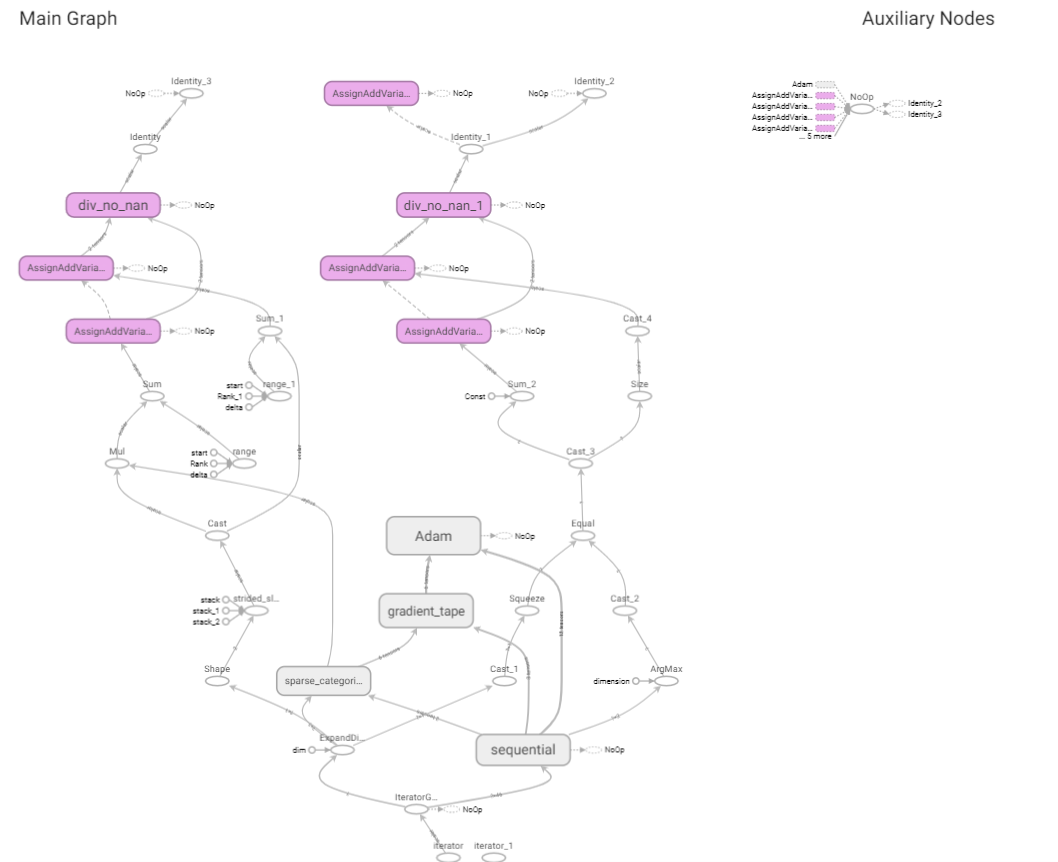 Main Graph
Auxiliary Nodes
Identity_3
NoOp
AssignAddVaria...
NoOp
Identity_2
NoOp
Adam
AssignAddVaria...
AssignAddVaria...
AssignAddVaria...
AssignAddVaria...
... 5 more
NoOp
Identity_2
Identity_3
Identity
Identity_1
div_no_nan
NoOp
div_no_nan_1
NoOp
AssignAddVaria...
NoOp
AssignAddVaria...
NoOp
AssignAddVaria...
NoOp
Sum_1
AssignAddVaria...
NoOp
Cast_4
Sum
start
Rank_1
delta
range_1
Const
Sum_2
Size
Mul
start
Rank
delta
range
Cast_3
Cast
Adam
NoOp
Equal
stack
stack_1
stack_2
strided_sl...
gradient_tape
Squeeze
Cast_2
Shape
sparse_categori...
Cast_1
dimension
ArgMax
dim
ExpandDi...
sequential
NoOp
IteratorG...
NoOp
iterator
iterator_1